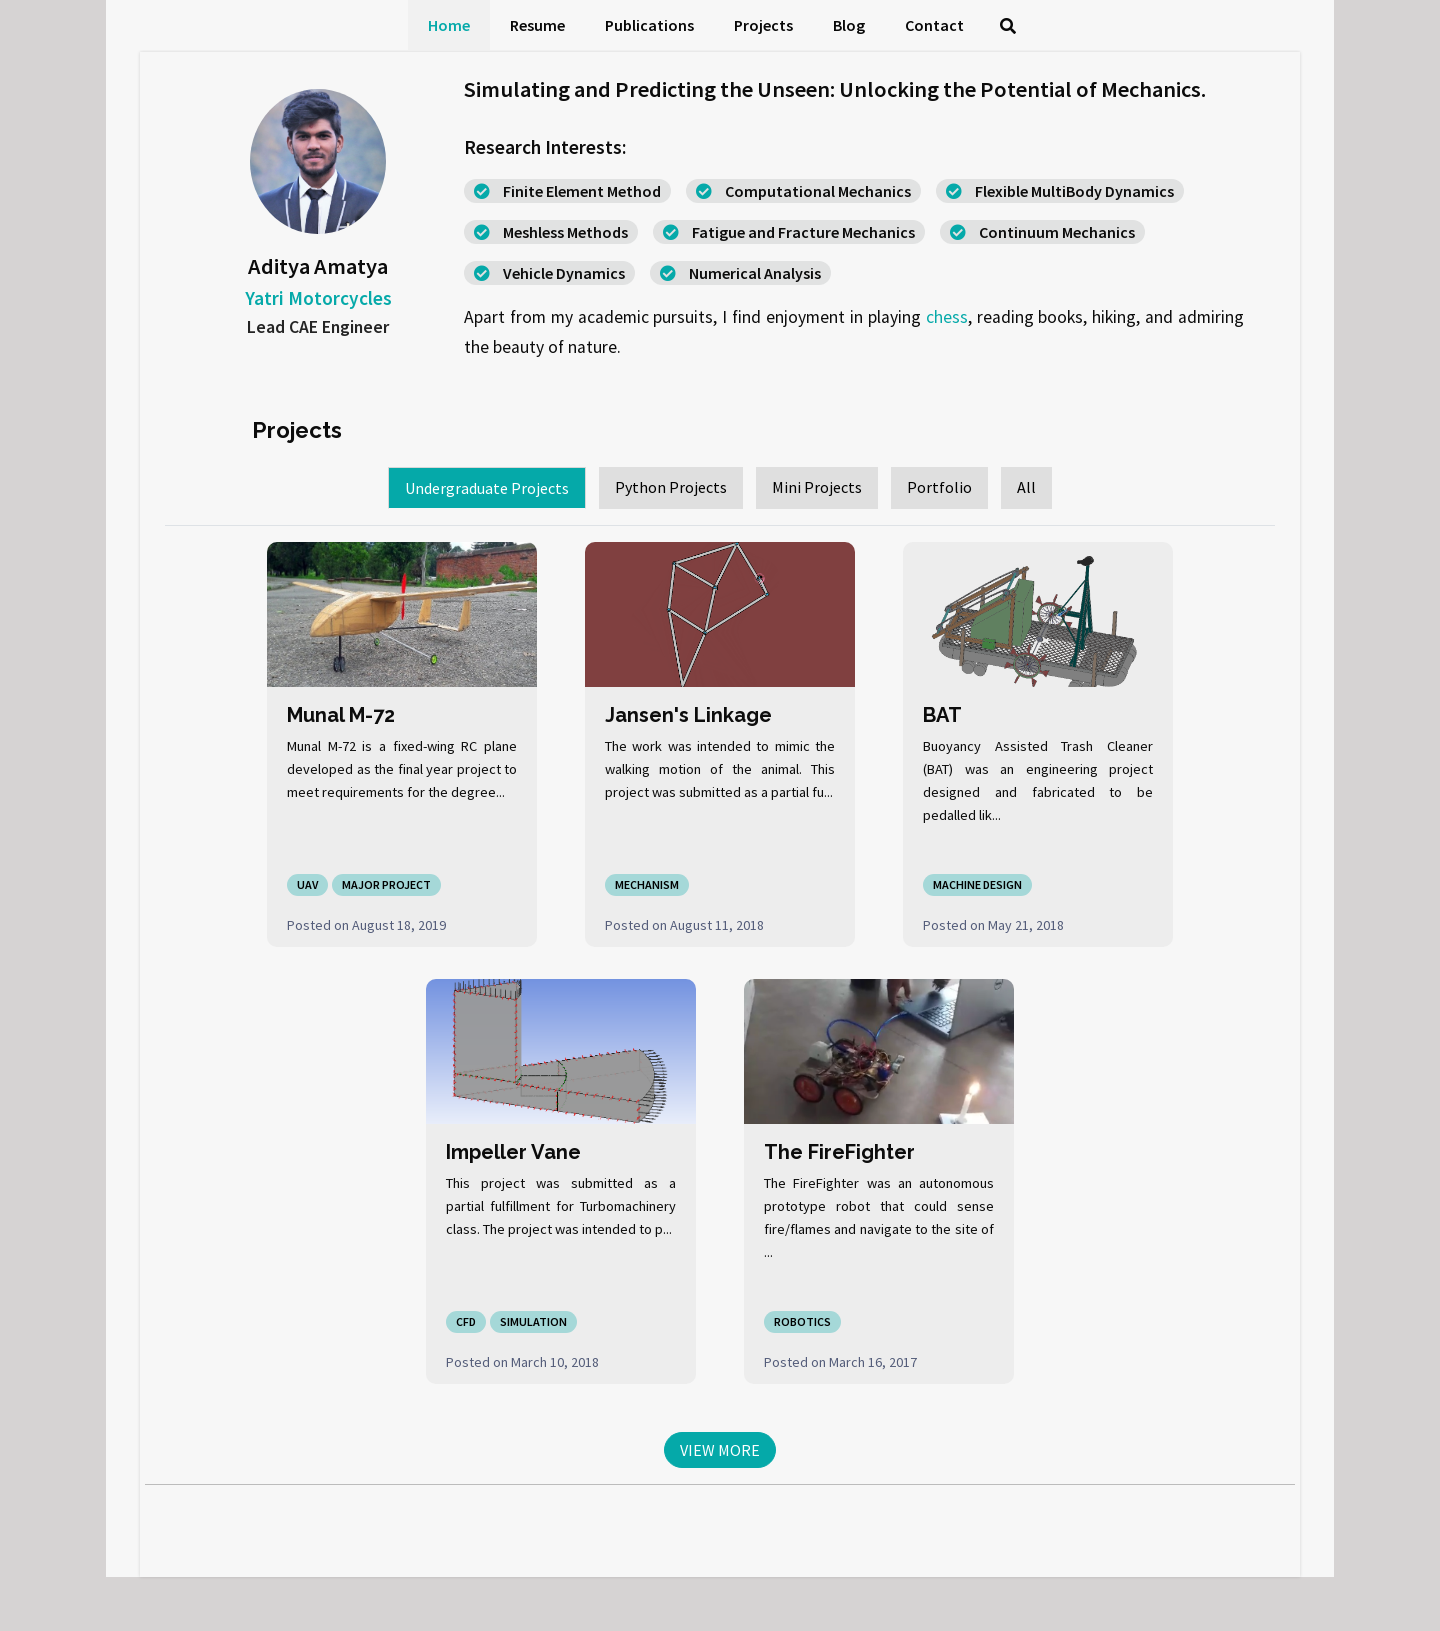 Home Resume Publications Projects Blog Contact
Simulating and Predicting the Unseen: Unlocking the Potential of Mechanics.
Research Interests:
Finite Element Method Computational Mechanics Flexible MultiBody Dynamics
Meshless Methods Fatigue and Fracture Mechanics Continuum Mechanics
Vehicle Dynamics Numerical Analysis
Apart from my academic pursuits, I find enjoyment in playing chess, reading books, hiking, and admiring
the beauty of nature.
Aditya Amatya
Yatri Motorcycles
Lead CAE Engineer
Projects
Undergraduate Projects Python Projects Mini Projects Portfolio All
Munal M-72
Munal M-72 is a fixed-wing RC plane
developed as the final year project to
meet requirements for the degree...
UAV MAJOR PROJECT
Posted on August 18, 2019
Jansen's Linkage
The work was intended to mimic the
walking motion of the animal. This
project was submitted as a partial fu...
MECHANISM
Posted on August 11, 2018
BAT
Buoyancy Assisted Trash Cleaner
(BAT) was an engineering project
designed and fabricated to be
pedalled lik...
MACHINE DESIGN
Posted on May 21, 2018
Impeller Vane
This project was submitted as a
partial fulfillment for Turbomachinery
class. The project was intended to p...
CFD SIMULATION
Posted on March 10, 2018
The FireFighter
The FireFighter was an autonomous
prototype robot that could sense
fire/flames and navigate to the site of
...
ROBOTICS
Posted on March 16, 2017
VIEW MORE